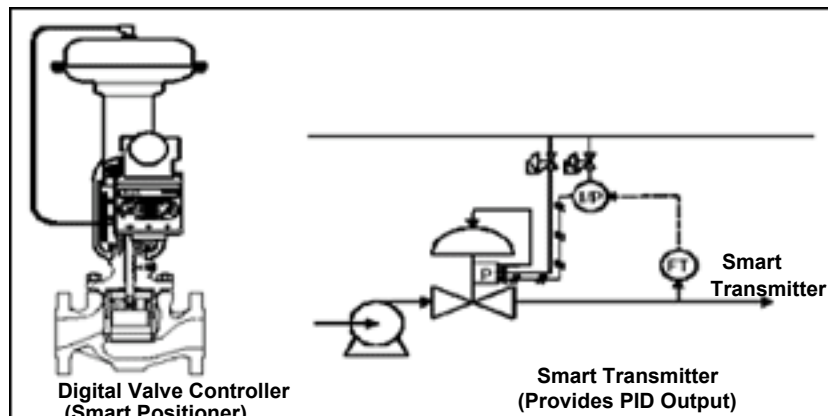 I/P
P
FT
Smart
Transmitter
Smart Transmitter
(Provides PID Output)
Digital Valve Controller
(Smart Positioner)